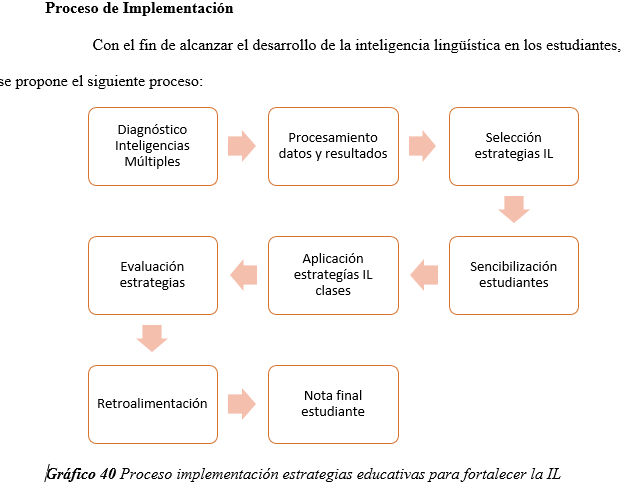 Proceso de Implementación
Con el fin de alcanzar el desarrollo de la inteligencia lingüística en los estudiantes,
se propone el siguiente proceso:
Diagnóstico
Inteligencias
Múltiples
Procesamiento
datos y resultados
Selección
estrategias IL
Sencibilización
estudiantes
Aplicación
estrategías IL
clases
Evaluación
estrategias
Retroalimentación
Nota final
estudiante
Gráfico 40 Proceso implementación estrategias educativas para fortalecer la IL